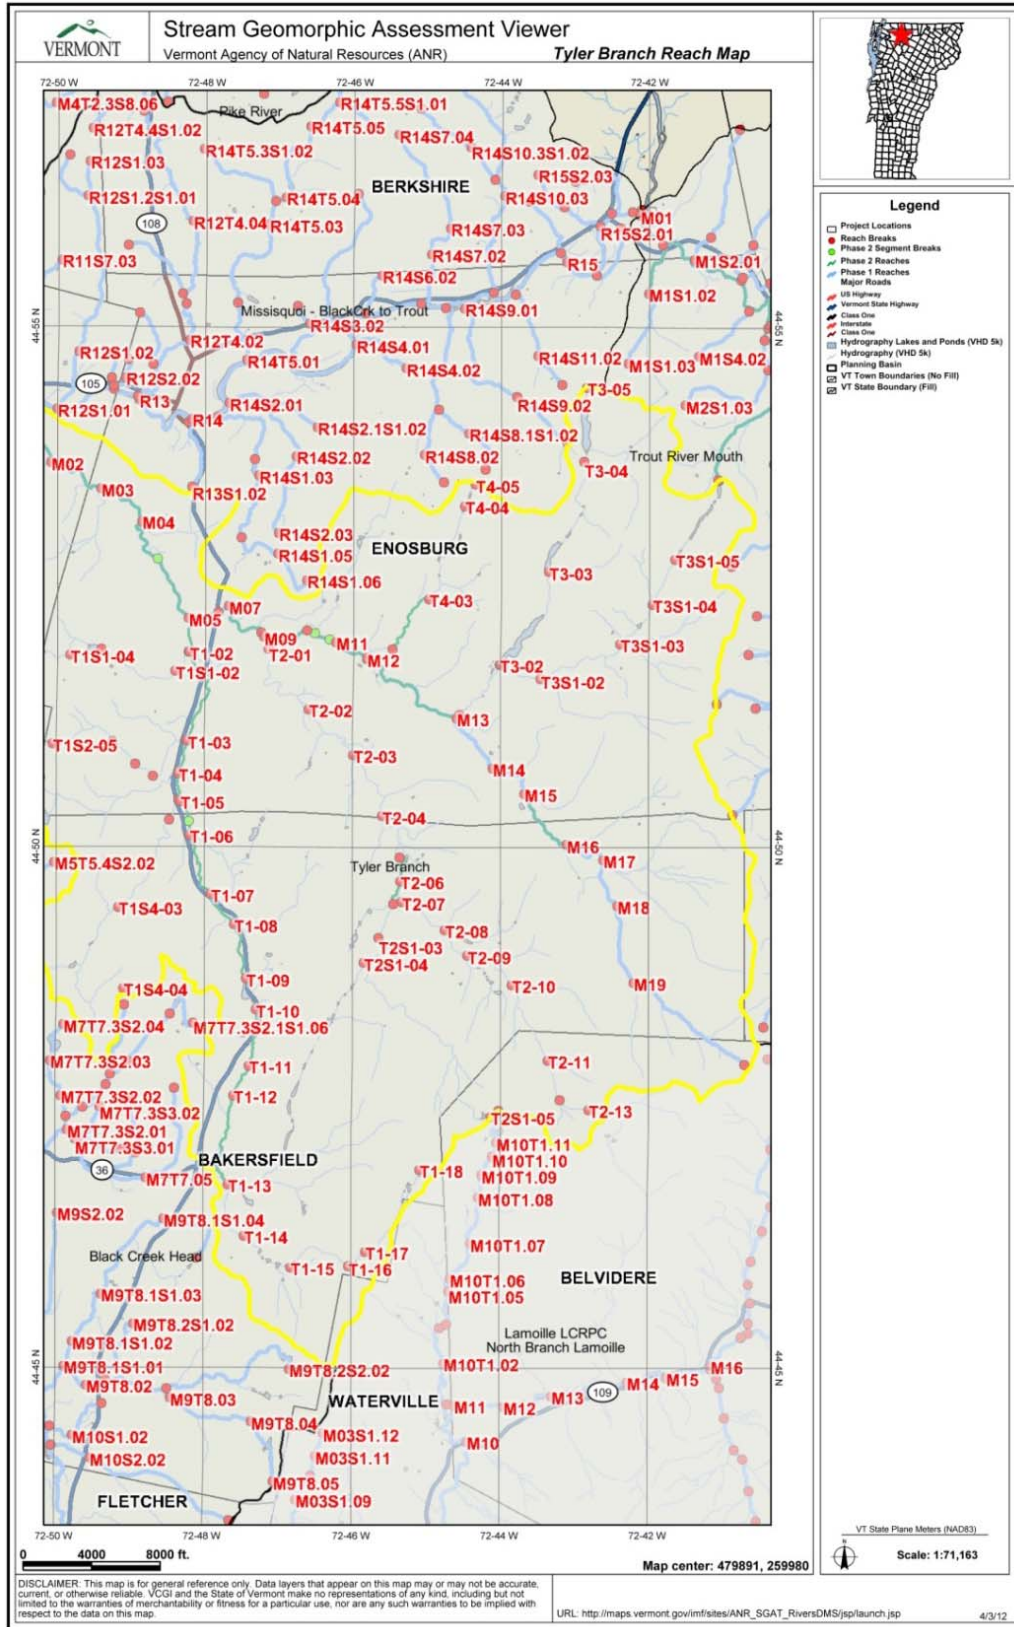 VERMONT
Stream Geomorphic Assessment Viewer
Vermont Agency of Natural Resources (ANR)
Tyler Branch Reach Map
72-50 W
72-48 W
72-46 W
72-44 W
72-42 W
M4T2.3S8.06
R14T5.5S1.01
Pike River
R12T4.4S1.02
R14T5.05
R14S7.04
R14T5.3S1.02
R14S10.3S1.02
R12S1.03
R15S2.03
BERKSHIRE
R12S1.2S1.01
R14T5.04
R14S10.03
108
R12T4.04
R14T5.03
M01
R14S7.03
R15S2.01
R14S7.02
R11S7.03
R15
M1S2.01
R14S6.02
M1S1.02
Missisquoi - BlackCrk to Trout
R14S9.01
R14S3.02
44-55 N
44-55 N
R12T4.02
R14S4.01
R12S1.02
R14T5.01
R14S11.02
M1S4.02
R14S4.02
M1S1.03
105
R12S2.02
T3-05
R13
R14S2.01
R14S9.02
M2S1.03
R12S1.01
R14
R14S2.1S1.02
R14S8.1S1.02
R14S2.02
R14S8.02
Trout River Mouth
M02
R14S1.03
T3-04
M03
R13S1.02
T4-05
T4-04
M04
R14S2.03
ENOSBURG
R14S1.05
T3S1-05
R14S1.06
T3-03
T4-03
T3S1-04
M07
M05
M09
M11
T3S1-03
T1S1-04
T1-02
T2-01
M12
T3-02
T1S1-02
T3S1-02
T2-02
M13
T1S2-05
T1-03
T2-03
T1-04
M14
T1-05
M15
T2-04
T1-06
M16
44-50 N
44-50 N
M5T5.4S2.02
Tyler Branch
M17
T2-06
T1-07
T2-07
T1S4-03
M18
T1-08
T2-08
T2S1-03
T2-09
T2S1-04
T1-09
T2-10
M19
T1S4-04
T1-10
M7T7.3S2.04
M7T7.3S2.1S1.06
M7T7.3S2.03
T1-11
T2-11
M7T7.3S2.02
T1-12
M7T7.3S3.02
T2S1-05
T2-13
M7T7.3S2.01
M7T7.3S3.01
M10T1.11
BAKERSFIELD
M10T1.10
36
M7T7.05
T1-18
M10T1.09
T1-13
M10T1.08
M9S2.02
M9T8.1S1.04
T1-14
M10T1.07
Black Creek Head
T1-17
T1-15
T1-16
BELVIDERE
M10T1.06
M9T8.1S1.03
M10T1.05
M9T8.2S1.02
Lamoille LCRPC
North Branch Lamoille
M9T8.1S1.02
M9T8.1S1.01
M9T8.2S2.02
M10T1.02
M16
44-45 N
44-45 N
M9T8.02
M14
M15
M9T8.03
WATERVILLE
M13
109
M11
M12
M9T8.04
M10S1.02
M03S1.12
M10
M10S2.02
M03S1.11
M9T8.05
FLETCHER
M03S1.09
72-50 W
72-48 W
72-46 W
72-44 W
72-42 W
0 4000 8000 ft.
Map center: 479891, 259980
Legend
Project Locations
Reach Breaks
Phase 2 Segment Breaks
Phase 2 Reaches
Phase 1 Reaches
Major Roads
US Highway
Vermont State Highway
Class One
Interstate
Class One
Hydrography Lakes and Ponds (VHD 5k)
Hydrography (VHD 5k)
Planning Basin
VT Town Boundaries (No Fill)
VT State Boundary (Fill)
VT State Plane Meters (NAD83)
N
Scale: 1:71,163
DISCLAIMER: This map is for general reference only. Data layers that appear on this map may or may not be accurate,
current, or otherwise reliable. VCGI and the State of Vermont make no representations of any kind, including but not
limited to the warranties of merchantability or fitness for a particular use, nor are any such warranties to be implied with
respect to the data on this map.
URL: http://maps.vermont.gov/imf/sites/ANR_SGAT_RiversDMS/jsp/launch.jsp
4/3/12